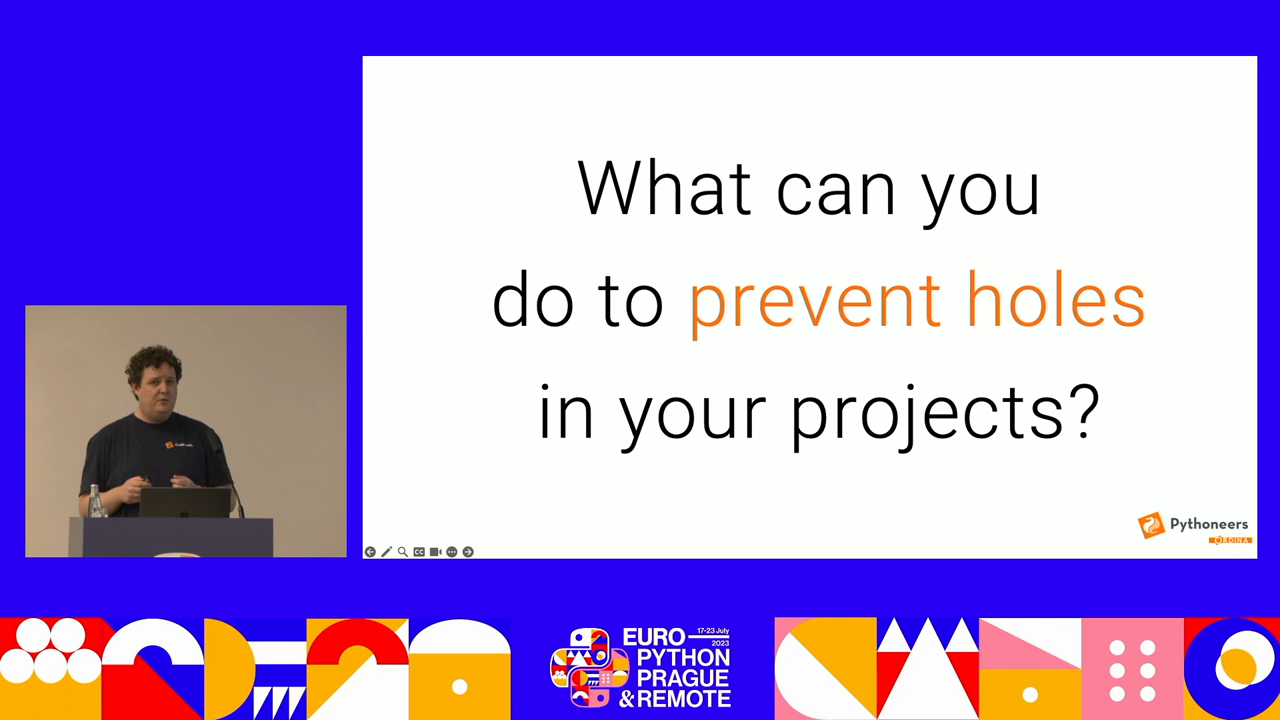 What can you
do to prevent holes
in your projects?
Pythoneers
ORDINA
17-23 July
2023
EURO
PYTHON
PRAGUE
& REMOTE